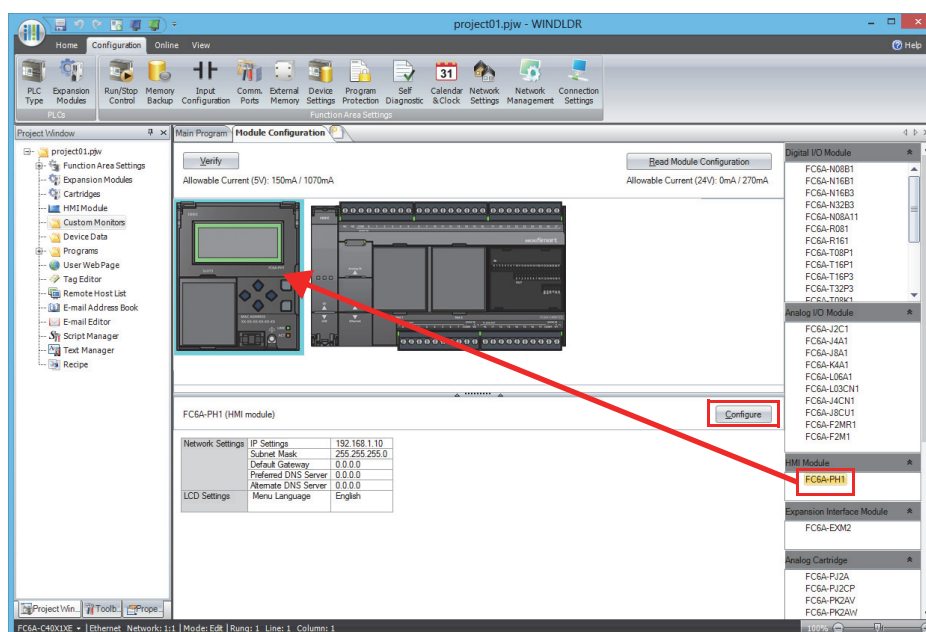 project01.pjw - WINDLDR
Home Configuration Online View Help
PLC Type
Expansion Modules
Run/Stop Control
Memory Backup
Input Configuration
Comm. Ports
External Memory
Device Settings
Program Protection
Self Diagnostic
31
Calendar & Clock
Network Settings
Network Management
Connection Settings
PLCs
Function Area Settings
Project Window
project01.pjw
Function Area Settings
Expansion Modules
Cartridges
HMI Module
Custom Monitors
Device Data
Programs
User Web Page
Tag Editor
Remote Host List
E-mail Address Book
E-mail Editor
Script Manager
Text Manager
Recipe
Project Win...
Toolb...
Prope...
Main Program Module Configuration
Verify
Read Module Configuration
Allowable Current (5V): 150mA / 1070mA
Allowable Current (24V): 0mA / 270mA
FC6A-PH1
MAC ADDRESS
microSmart
FC6A-PH1 (HMI module)
Configure
Network Settings IP Settings 192.168.1.10
Subnet Mask 255.255.255.0
Default Gateway 0.0.0.0
Preferred DNS Server 0.0.0.0
Alternate DNS Server 0.0.0.0
LCD Settings Menu Language English
Digital I/O Module
FC6A-N08B1
FC6A-N16B1
FC6A-N16B3
FC6A-N32B3
FC6A-N08A11
FC6A-R081
FC6A-R161
FC6A-T08P1
FC6A-T16P1
FC6A-T16P3
FC6A-T32P3
FC6A-T08K1
Analog I/O Module
FC6A-J2C1
FC6A-J4A1
FC6A-J8A1
FC6A-K4A1
FC6A-L06A1
FC6A-L03CN1
FC6A-J4CN1
FC6A-J8CU1
FC6A-F2MR1
FC6A-F2M1
HMI Module
FC6A-PH1
Expansion Interface Module
FC6A-EXM2
Analog Cartridge
FC6A-PJ2A
FC6A-PJ2CP
FC6A-PK2AV
FC6A-PK2AW
FC6A-C40X1XE Ethernet Network: 1:1 Mode: Edit Rung: 1 Line: 1 Column: 1
100%